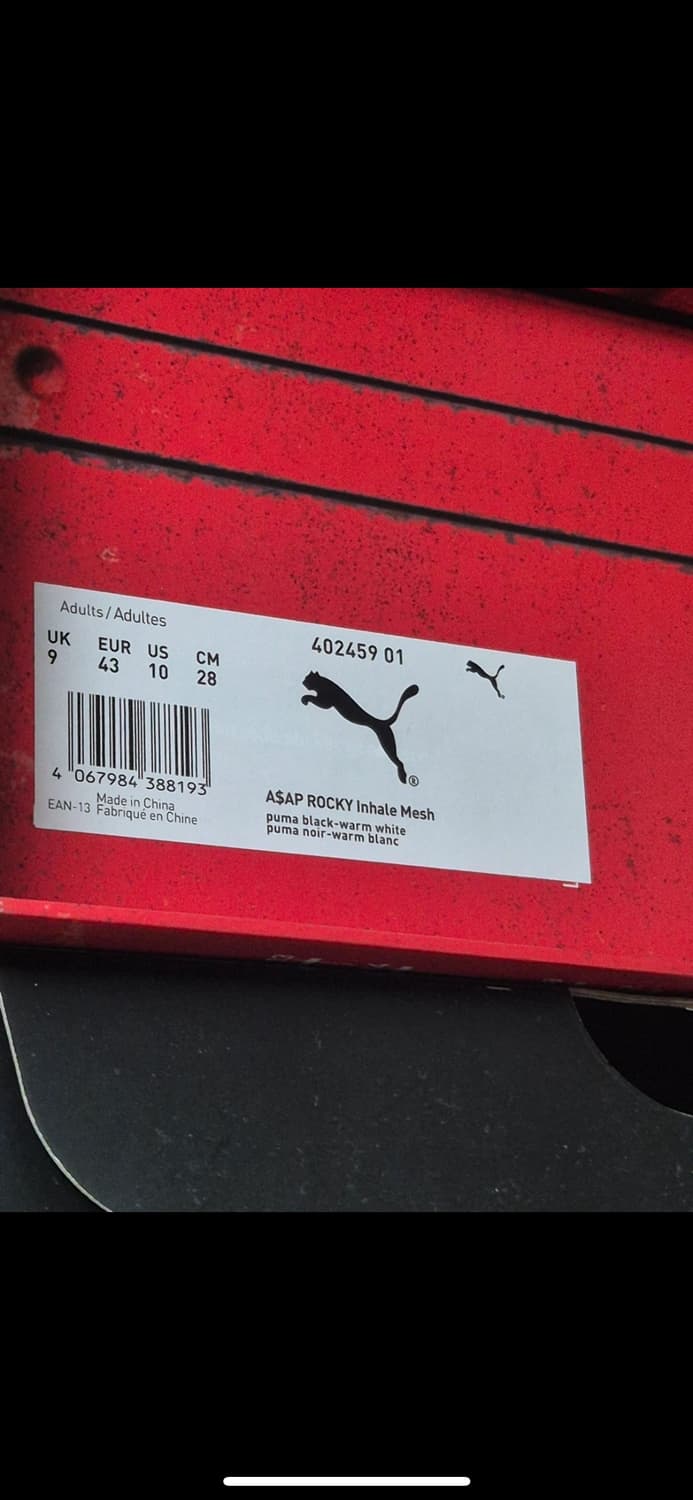 Adults / Adultes
UK EUR US CM
9 43 10 28
4 067984 388193
EAN-13 Made in China
Fabriqué en Chine
402459 01
®
A$AP ROCKY Inhale Mesh
puma black-warm white
puma noir-warm blanc